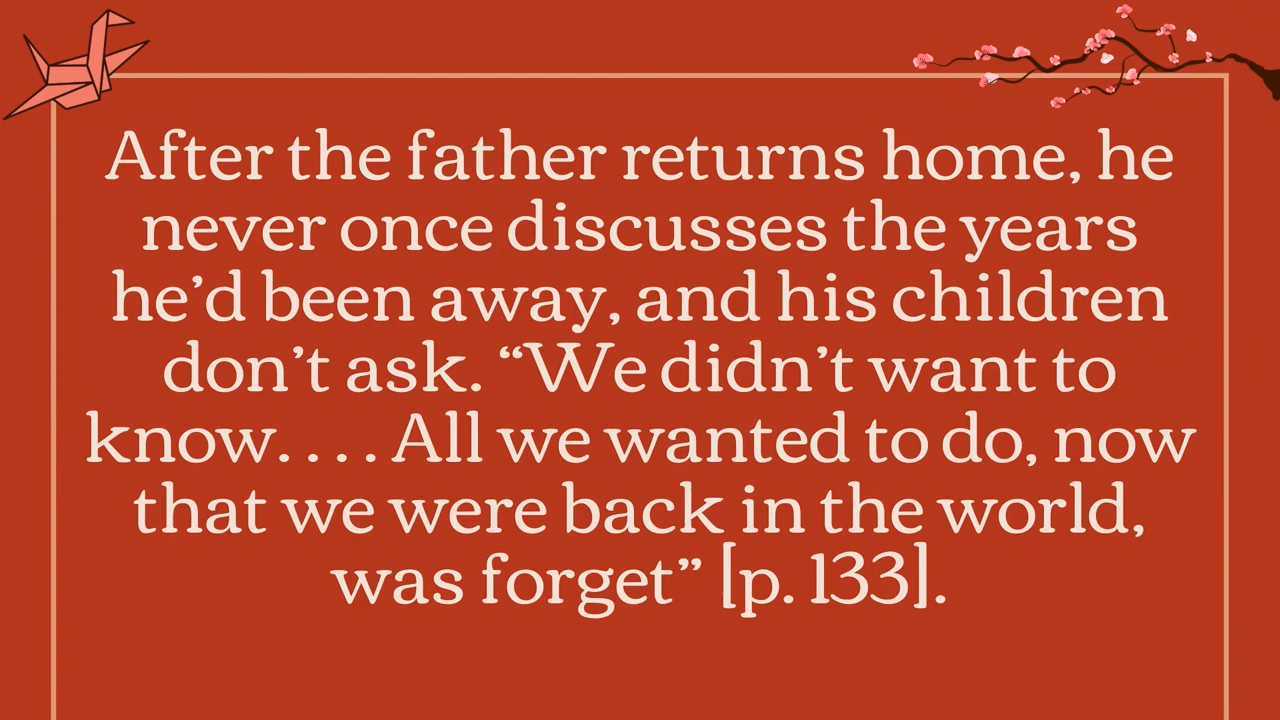 After the father returns home, he
never once discusses the years
he’d been away, and his children
don’t ask. “We didn’t want to
know. . . . All we wanted to do, now
that we were back in the world,
was forget” [p. 133].